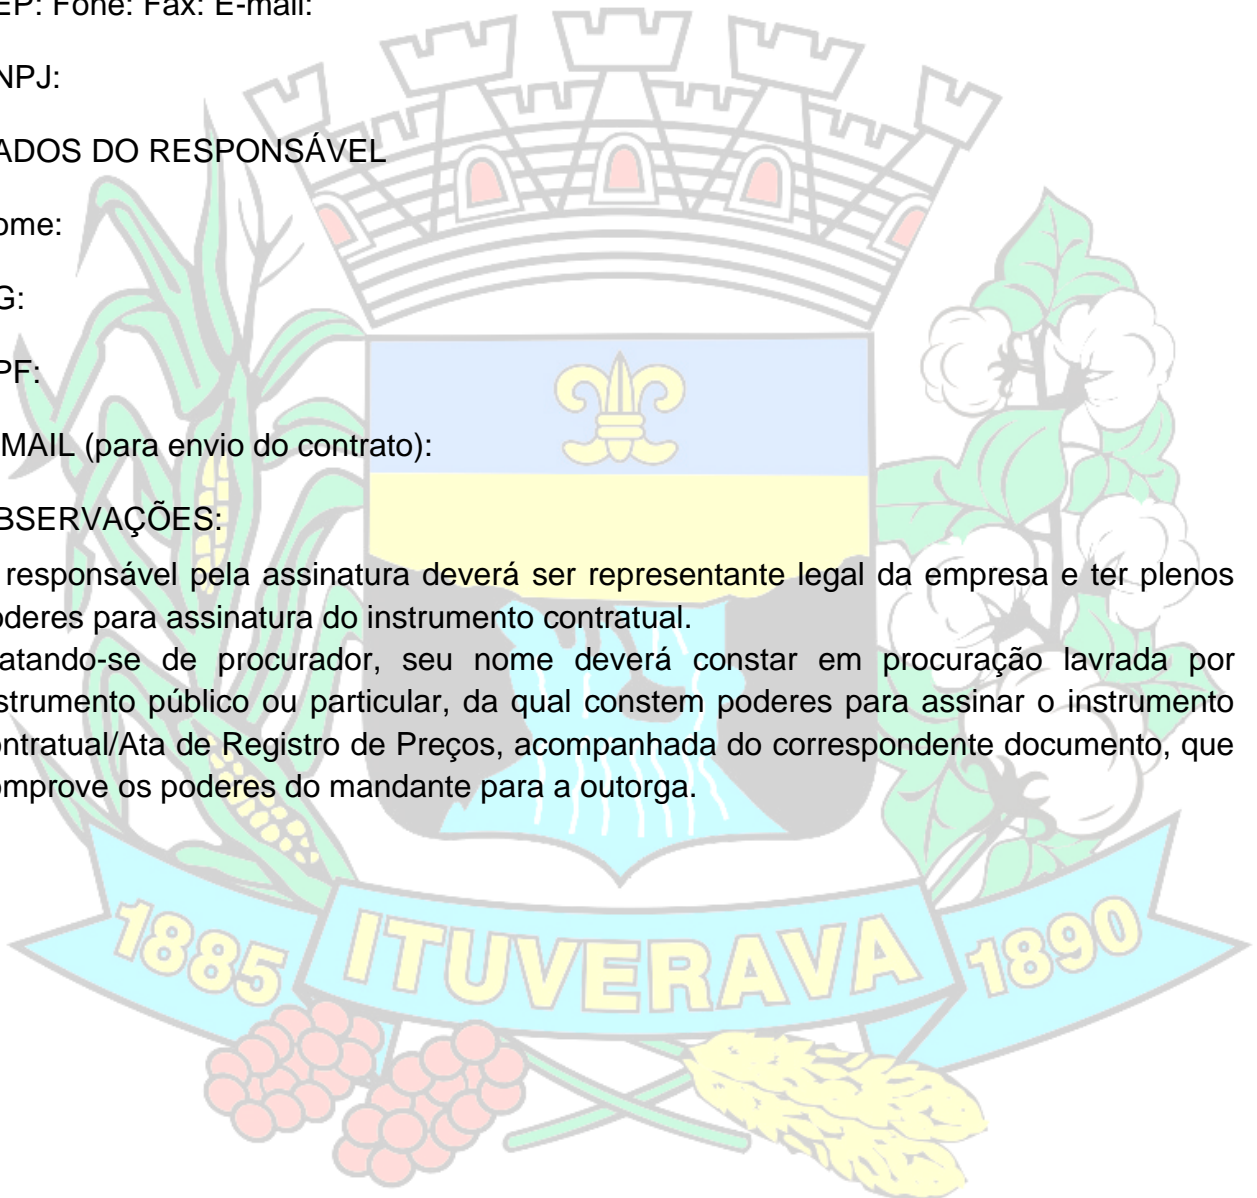 EP: Fone: Fax: E-mail:
NPJ:
ADOS DO RESPONSÁVEL
ome:
G:
PF:
MAIL (para envio do contrato):
BSERVAÇÕES:
responsável pela assinatura deverá ser representante legal da empresa e ter plenos
oderes para assinatura do instrumento contratual.
atando-se de procurador, seu nome deverá constar em procuração lavrada por
strumento público ou particular, da qual constem poderes para assinar o instrumento
ontratual/Ata de Registro de Preços, acompanhada do correspondente documento, que
omprove os poderes do mandante para a outorga.
1885 ITUVERAVA 1890